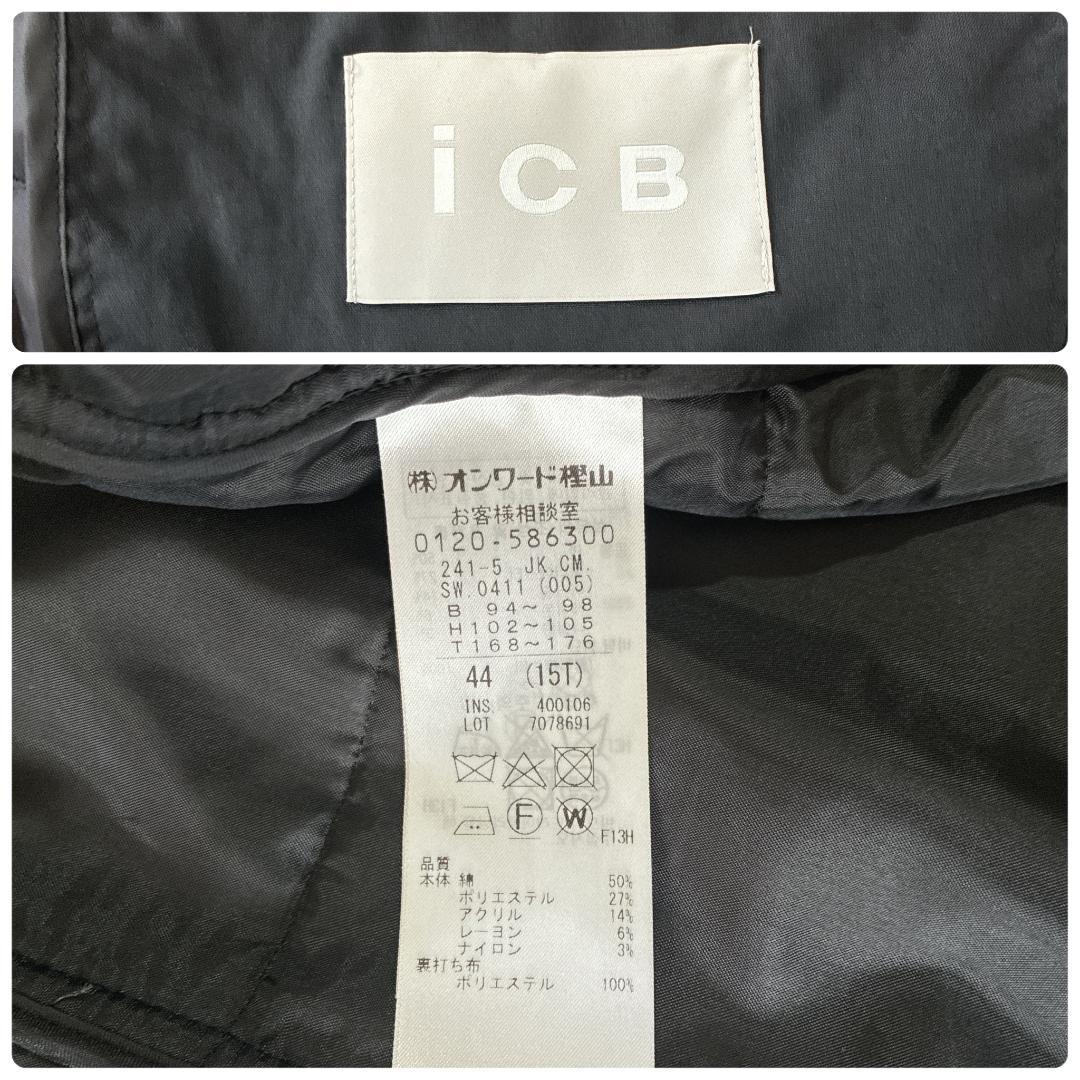 iCB
(株)オンワード樫山
お客様相談室
0120-586300
241-5 JK.CM.
SW.0411 (005)
B 94〜 98
H102〜105
T168〜176
44 (15T)
INS. 400106
LOT 7078691
F W F13H
品質
本体 綿 50%
ポリエステル 27%
アクリル 14%
レーヨン 6%
ナイロン 3%
裏打ち布
ポリエステル 100%